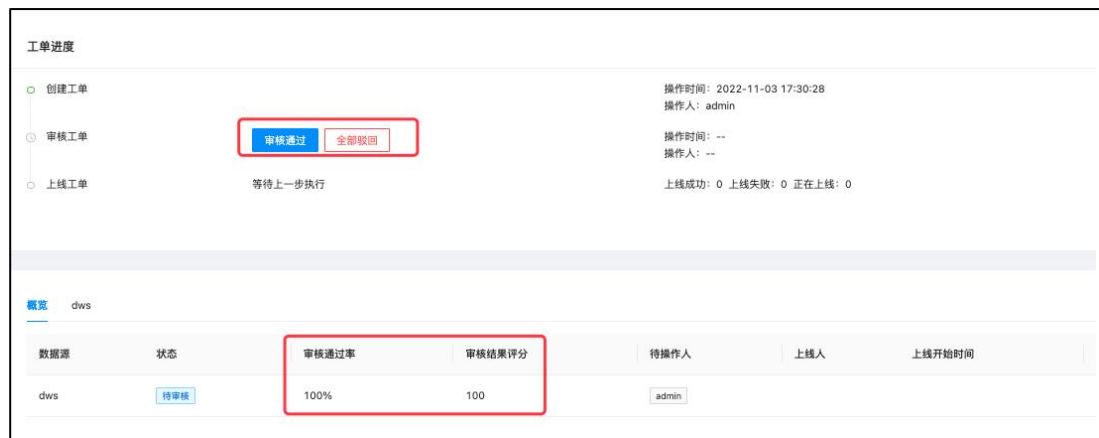 工单进度
创建工单 操作时间：2022-11-03 17:30:28
操作人：admin
审核工单 审核通过 全部驳回 操作时间：--
操作人：--
上线工单 等待上一步执行 上线成功：0 上线失败：0 正在上线：0
概览 dws
数据源 状态 审核通过率 审核结果评分 待操作人 上线人 上线开始时间
dws 待审核 100% 100 admin